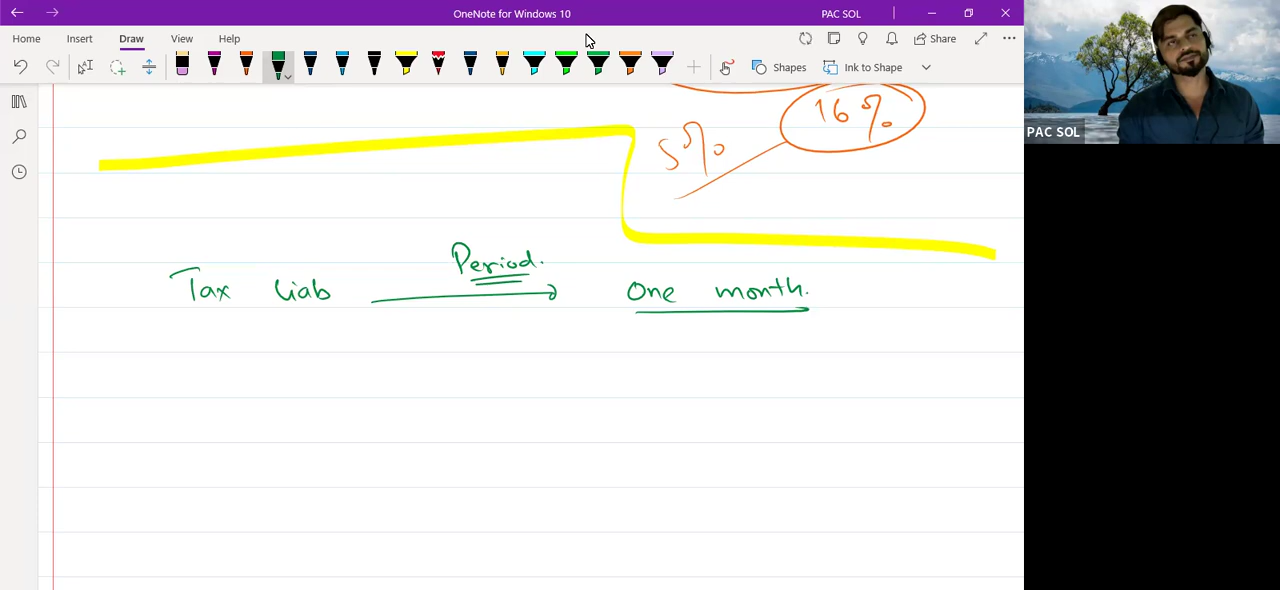 OneNote for Windows 10
PAC SOL
Home Insert Draw View Help
Share
Shapes
Ink to Shape
PAC SOL
16%
5%
Period.
Tax liab
One month.